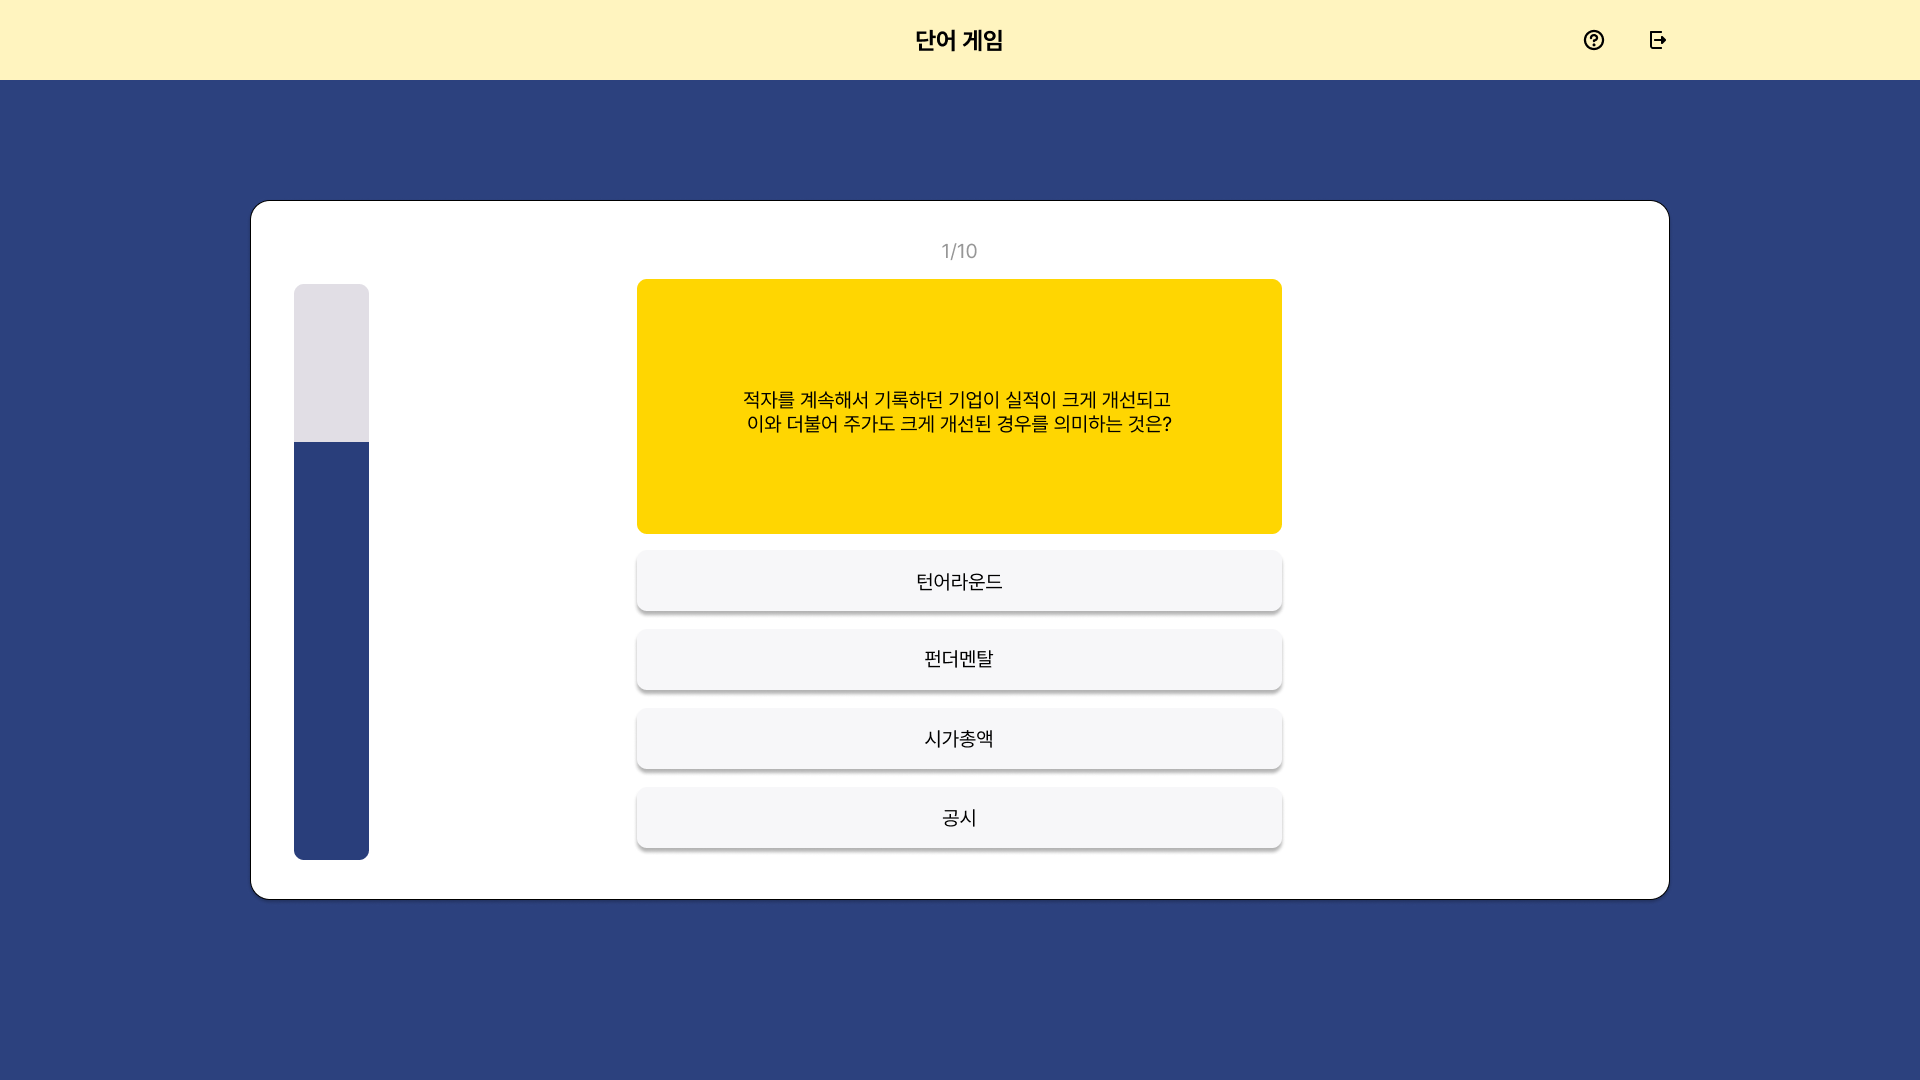 단어 게임
1/10
적자를 계속해서 기록하던 기업이 실적이 크게 개선되고
이와 더불어 주가도 크게 개선된 경우를 의미하는 것은?
턴어라운드
펀더멘탈
시가총액
공시